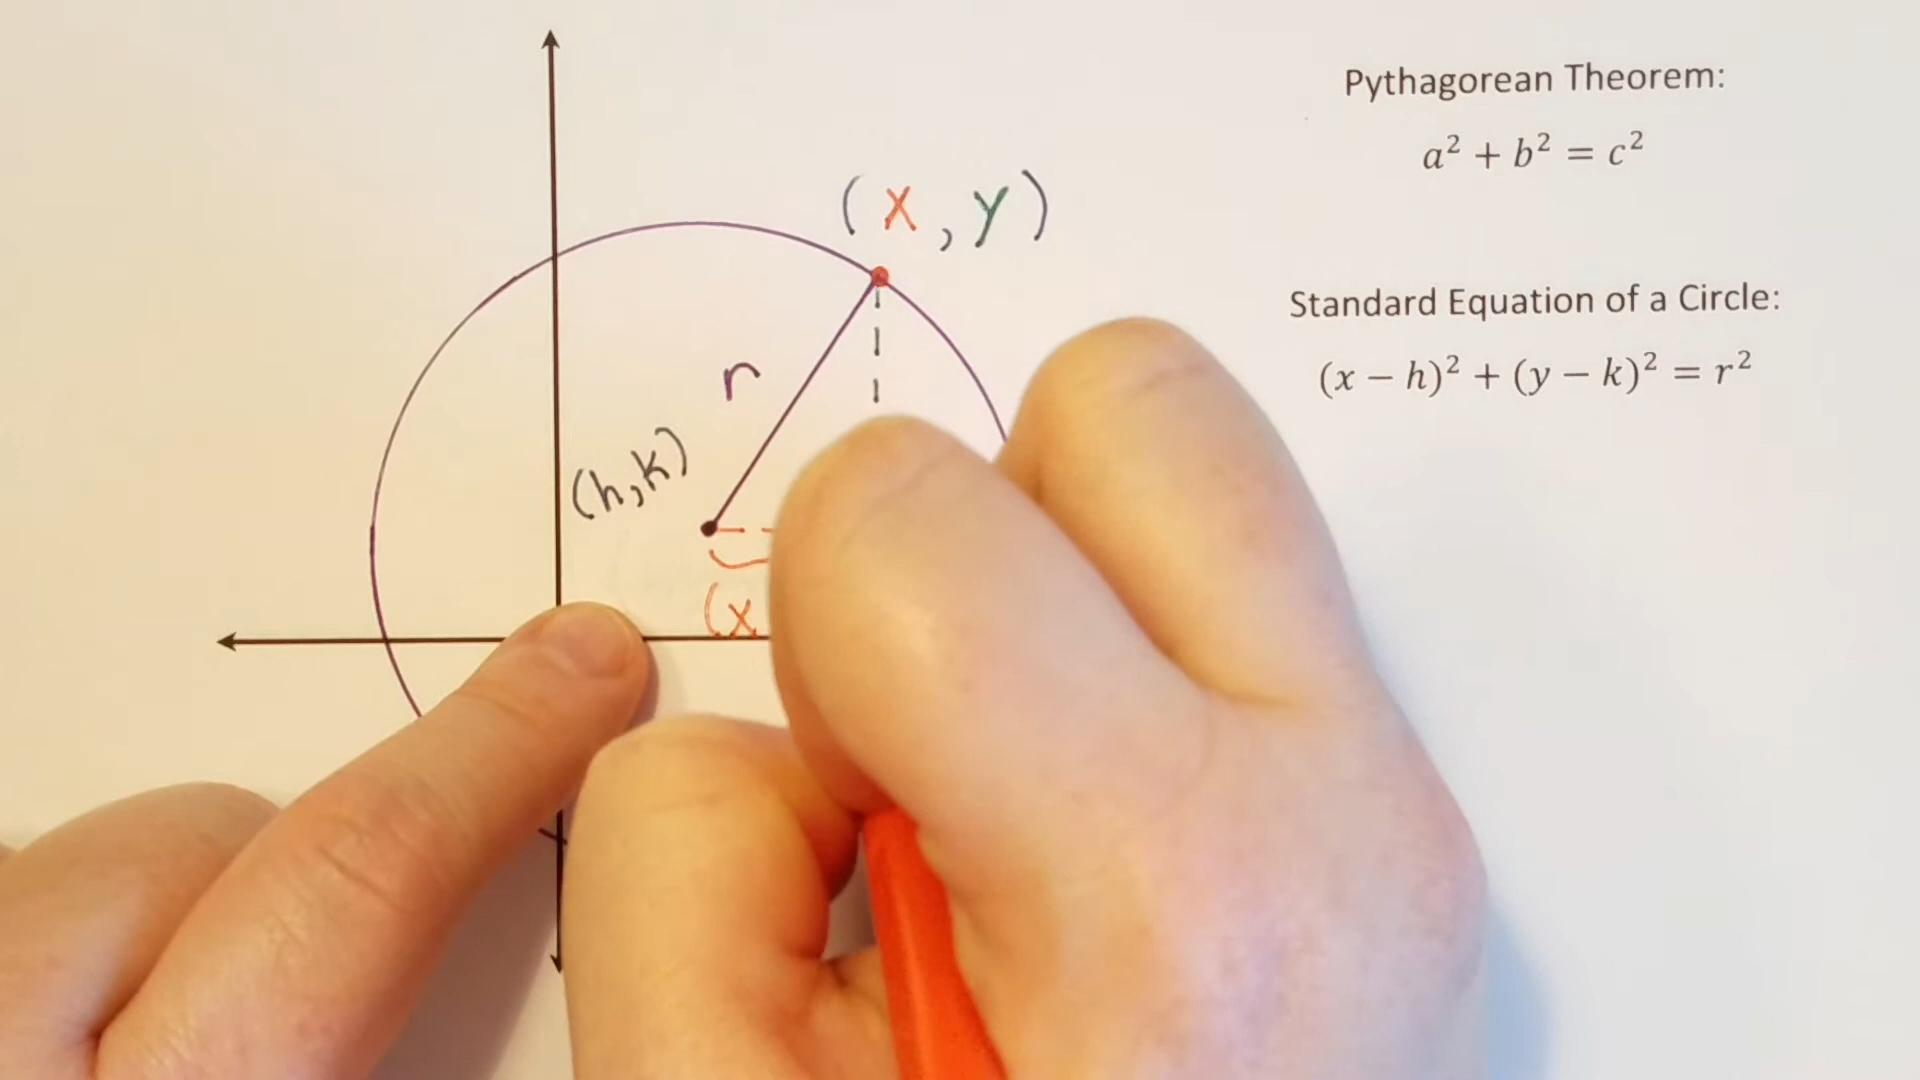 Pythagorean Theorem:
a² + b² = c²
(x, y)
Standard Equation of a Circle:
(x − h)² + (y − k)² = r²
r
(h,k)
(x